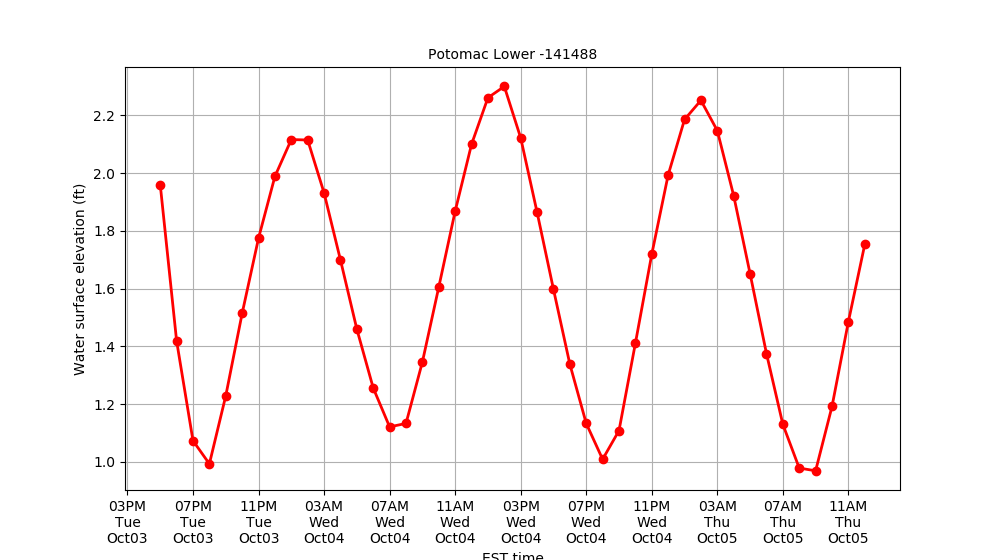 Potomac Lower -141488
Water surface elevation (ft)
2.2
2.0
1.8
1.6
1.4
1.2
1.0
03PM 07PM 11PM 03AM 07AM 11AM 03PM 07PM 11PM 03AM 07AM 11AM
Tue Tue Tue Wed Wed Wed Wed Wed Wed Thu Thu Thu
Oct03 Oct03 Oct03 Oct04 Oct04 Oct04 Oct04 Oct04 Oct04 Oct05 Oct05 Oct05
EST time